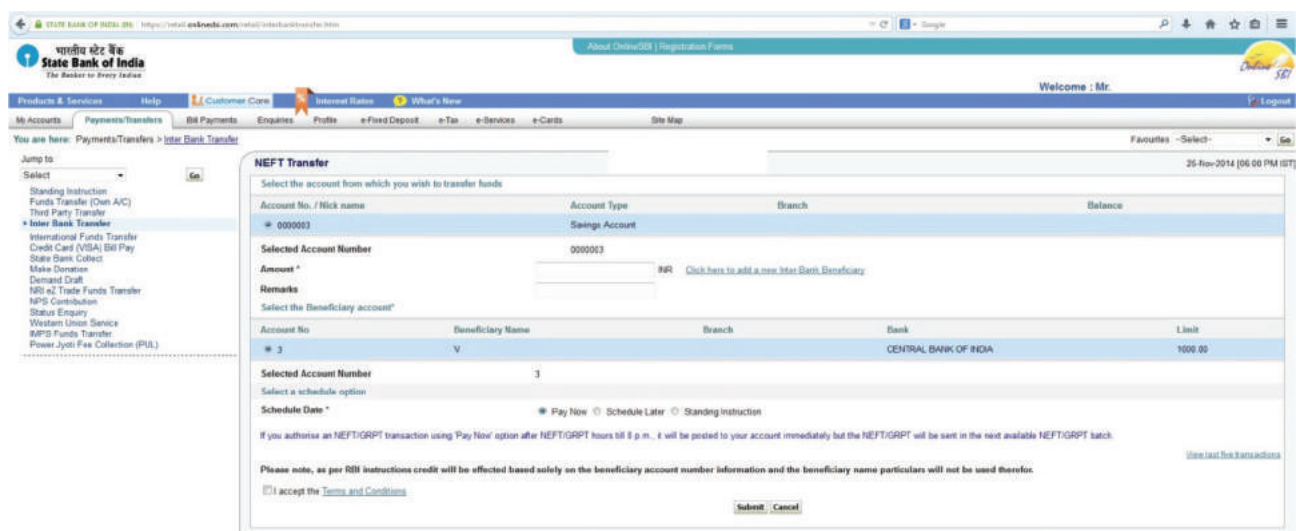 STATE BANK OF INDIA (IN) https://retail.onlinesbi.com/retail/interbanktransfer.htm
Google
भारतीय स्टेट बैंक
State Bank of India
The Banker to Every Indian
About OnlineSBI | Registration Forms
Online SBI
Welcome : Mr.
Products & Services Help Customer Care Interest Rates What's New Logout
My Accounts Payments/Transfers Bill Payments Enquiries Profile e-Fixed Deposit e-Tax e-Services e-Cards Site Map
You are here: Payments/Transfers > Inter Bank Transfer
Favourites --Select-- Go
Jump to:
Select Go
Standing Instruction
Funds Transfer (Own A/C)
Third Party Transfer
Inter Bank Transfer
International Funds Transfer
Credit Card (VISA) Bill Pay
State Bank Collect
Make Donation
Demand Draft
NRI eZ Trade Funds Transfer
NPS Contribution
Status Enquiry
Western Union Service
IMPS Funds Transfer
Power Jyoti Fee Collection (PUL)
NEFT Transfer
26-Nov-2014 [06:00 PM IST]
Select the account from which you wish to transfer funds
Account No. / Nick name Account Type Branch Balance
0000003 Savings Account
Selected Account Number 0000003
Amount * INR Click here to add a new Inter Bank Beneficiary
Remarks
Select the Beneficiary account*
Account No Beneficiary Name Branch Bank Limit
3 V CENTRAL BANK OF INDIA 1000.00
Selected Account Number 3
Select a schedule option
Schedule Date * Pay Now Schedule Later Standing Instruction
If you authorise an NEFT/GRPT transaction using 'Pay Now' option after NEFT/GRPT hours till 8 p.m., it will be posted to your account immediately but the NEFT/GRPT will be sent in the next available NEFT/GRPT batch.
View last five transactions
Please note, as per RBI instructions credit will be effected based solely on the beneficiary account number information and the beneficiary name particulars will not be used therefor.
I accept the Terms and Conditions
Submit Cancel